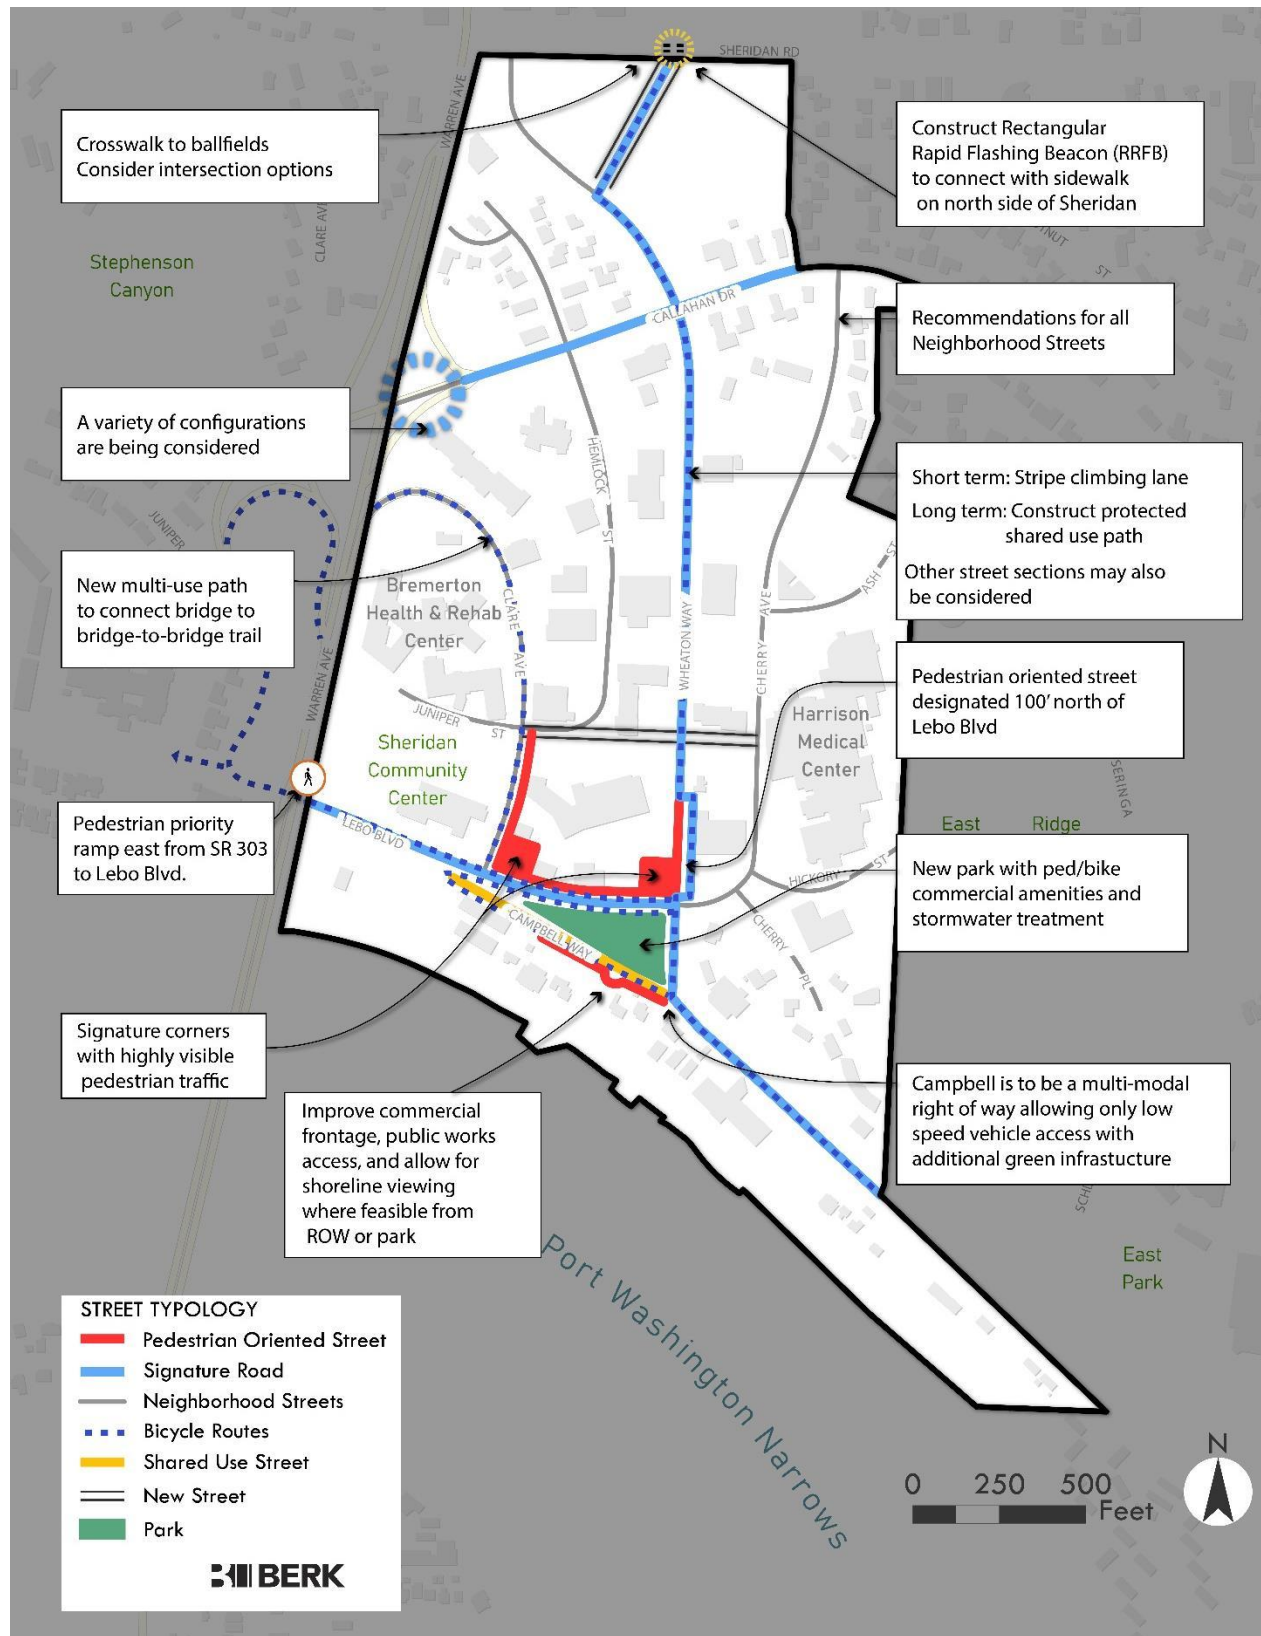 SHERIDAN RD
WARREN AVE
Crosswalk to ballfields
Consider intersection options
Construct Rectangular
Rapid Flashing Beacon (RRFB)
to connect with sidewalk
on north side of Sheridan
CLARE AVE
Stephenson
Canyon
ST
CALLAHAN DR
Recommendations for all
Neighborhood Streets
A variety of configurations
are being considered
HEMLOCK
ST
Short term: Stripe climbing lane
Long term: Construct protected
shared use path
Other street sections may also
be considered
JUNIPER
ASH ST
New multi-use path
to connect bridge to
bridge-to-bridge trail
Bremerton
Health & Rehab
Center
CLARE
AVE
WHEATON WAY
CHERRY
AVE
WARREN AVE
Pedestrian oriented street
designated 100' north of
Lebo Blvd
JUNIPER
ST
Harrison
Medical
Center
Sheridan
Community
Center
SERINGA
East Ridge
Pedestrian priority
ramp east from SR 303
to Lebo Blvd.
LEBO BLVD
HICKORY
ST
New park with ped/bike
commercial amenities and
stormwater treatment
CAMPBELL WAY
CHERRY
PL
Signature corners
with highly visible
pedestrian traffic
Improve commercial
frontage, public works
access, and allow for
shoreline viewing
where feasible from
ROW or park
Campbell is to be a multi-modal
right of way allowing only low
speed vehicle access with
additional green infrastucture
East
Park
Port Washington Narrows
STREET TYPOLOGY
Pedestrian Oriented Street
Signature Road
Neighborhood Streets
Bicycle Routes
Shared Use Street
New Street
Park
BERK
0 250 500
Feet
N